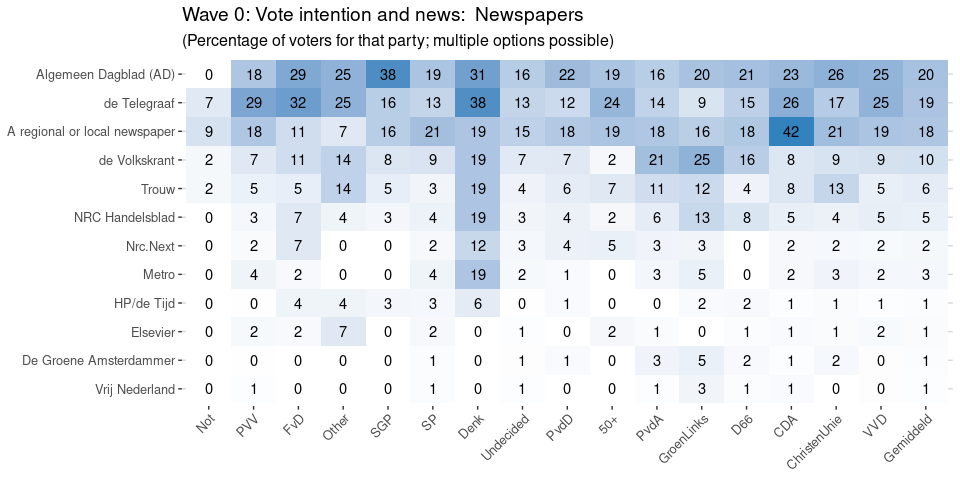 Wave 0: Vote intention and news:  Newspapers
(Percentage of voters for that party; multiple options possible)
Algemeen Dagblad (AD) 0 18 29 25 38 19 31 16 22 19 16 20 21 23 26 25 20
de Telegraaf 7 29 32 25 16 13 38 13 12 24 14 9 15 26 17 25 19
A regional or local newspaper 9 18 11 7 16 21 19 15 18 19 18 16 18 42 21 19 18
de Volkskrant 2 7 11 14 8 9 19 7 7 2 21 25 16 8 9 9 10
Trouw 2 5 5 14 5 3 19 4 6 7 11 12 4 8 13 5 6
NRC Handelsblad 0 3 7 4 3 4 19 3 4 2 6 13 8 5 4 5 5
Nrc.Next 0 2 7 0 0 2 12 3 4 5 3 3 0 2 2 2 2
Metro 0 4 2 0 0 4 19 2 1 0 3 5 0 2 3 2 3
HP/de Tijd 0 0 4 4 3 3 6 0 1 0 0 2 2 1 1 1 1
Elsevier 0 2 2 7 0 2 0 1 0 2 1 0 1 1 1 2 1
De Groene Amsterdammer 0 0 0 0 0 1 0 1 1 0 3 5 2 1 2 0 1
Vrij Nederland 0 1 0 0 0 1 0 1 0 0 1 3 1 1 0 0 1
Not PVV FvD Other SGP SP Denk Undecided PvdD 50+ PvdA GroenLinks D66 CDA ChristenUnie VVD Gemiddeld